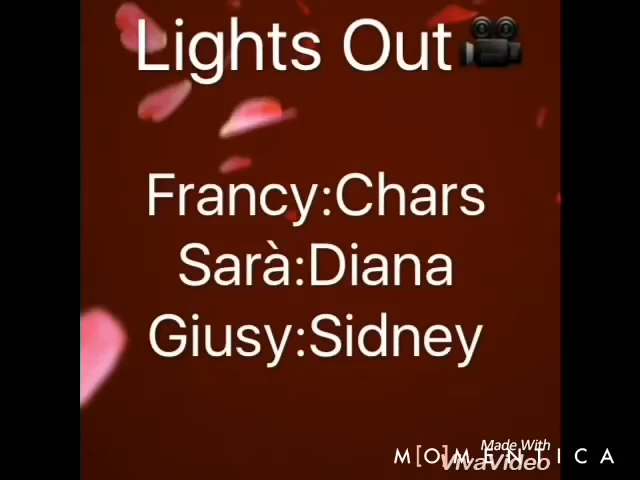 Lights Out🎥
Francy:Chars
Sarà:Diana
Giusy:Sidney
Made With
VivaVideo
M[O]MENTICA